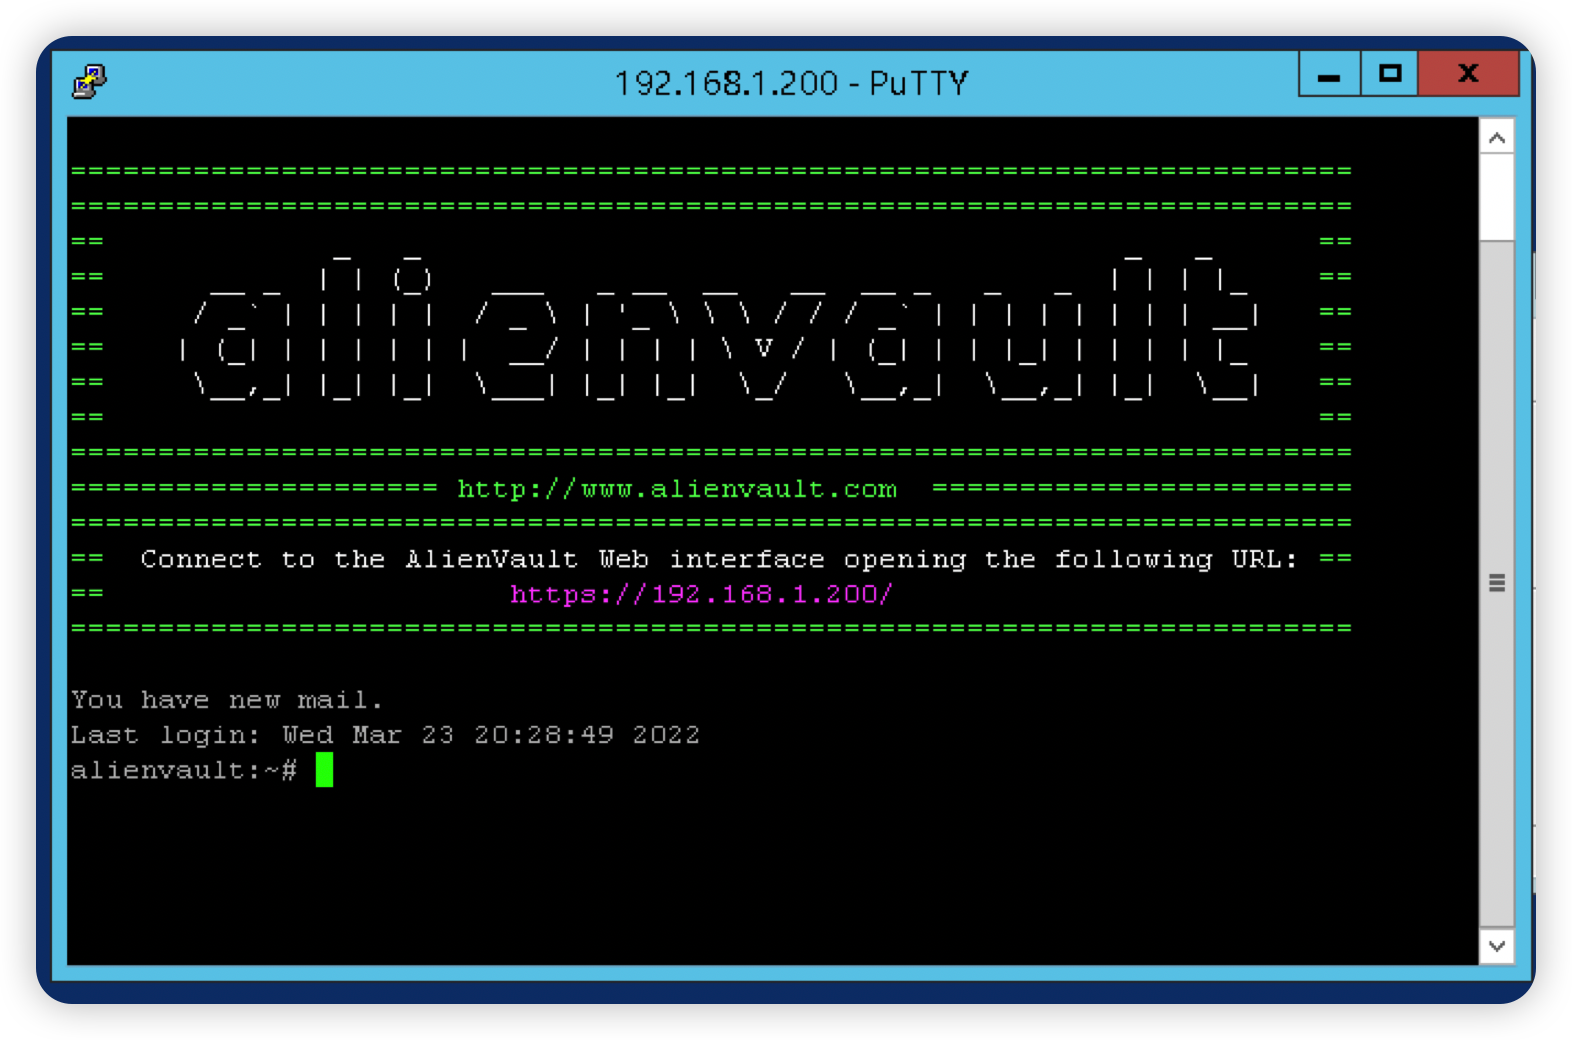 192.168.1.200 - PuTTY
========================================================================= 
=========================================================================
==                                                                     ==
alienvault
==                                                                     ==
=========================================================================
===================== http://www.alienvault.com  ========================
=========================================================================
==  Connect to the AlienVault Web interface opening the following URL: ==
==                       https://192.168.1.200/
=========================================================================
You have new mail.
Last login: Wed Mar 23 20:28:49 2022
alienvault:~#